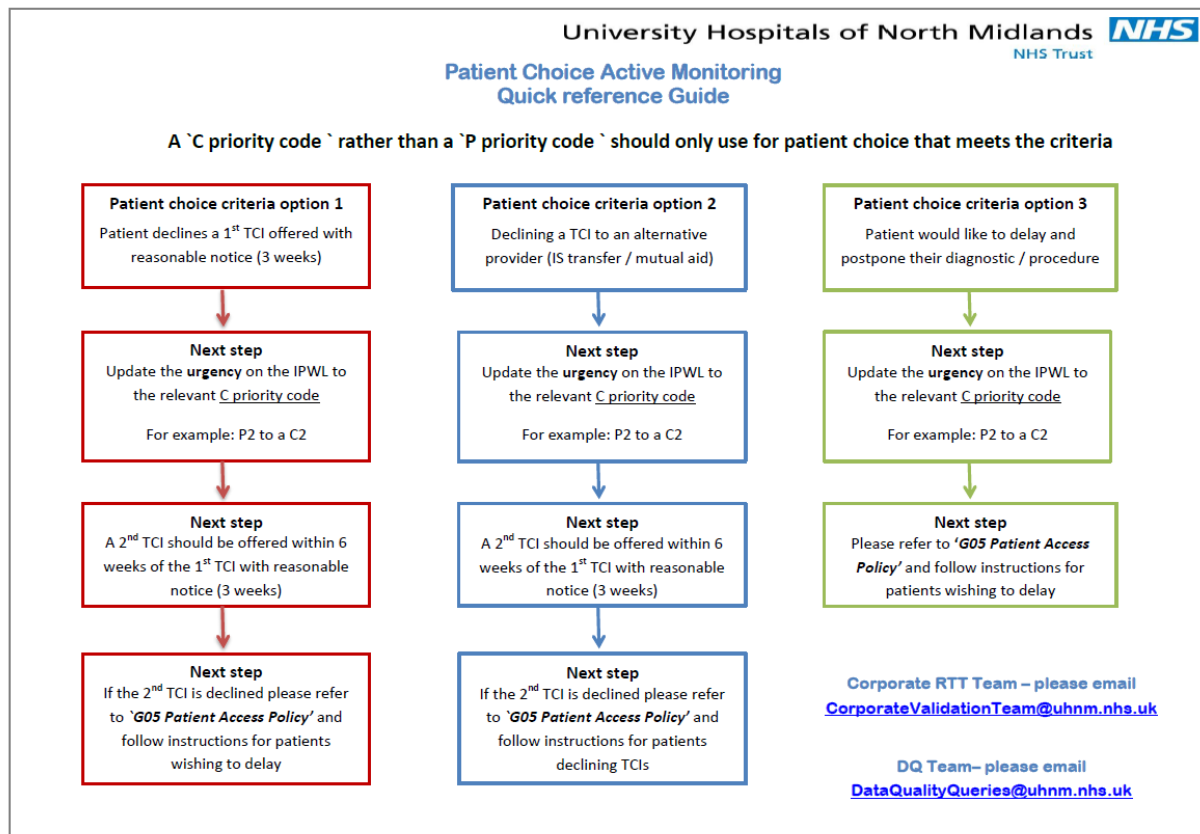 University Hospitals of North Midlands NHS
NHS Trust
Patient Choice Active Monitoring
Quick reference Guide
A `C priority code ` rather than a `P priority code ` should only use for patient choice that meets the criteria
Patient choice criteria option 1
Patient declines a 1st TCI offered with
reasonable notice (3 weeks)
Next step
Update the urgency on the IPWL to
the relevant C priority code
For example: P2 to a C2
Next step
A 2nd TCI should be offered within 6
weeks of the 1st TCI with reasonable
notice (3 weeks)
Next step
If the 2nd TCI is declined please refer
to `G05 Patient Access Policy' and
follow instructions for patients
wishing to delay
Patient choice criteria option 2
Declining a TCI to an alternative
provider (IS transfer / mutual aid)
Next step
Update the urgency on the IPWL to
the relevant C priority code
For example: P2 to a C2
Next step
A 2nd TCI should be offered within 6
weeks of the 1st TCI with reasonable
notice (3 weeks)
Next step
If the 2nd TCI is declined please refer
to `G05 Patient Access Policy' and
follow instructions for patients
declining TCIs
Patient choice criteria option 3
Patient would like to delay and
postpone their diagnostic / procedure
Next step
Update the urgency on the IPWL to
the relevant C priority code
For example: P2 to a C2
Next step
Please refer to 'G05 Patient Access
Policy' and follow instructions for
patients wishing to delay
Corporate RTT Team – please email
CorporateValidationTeam@uhnm.nhs.uk
DQ Team– please email
DataQualityQueries@uhnm.nhs.uk